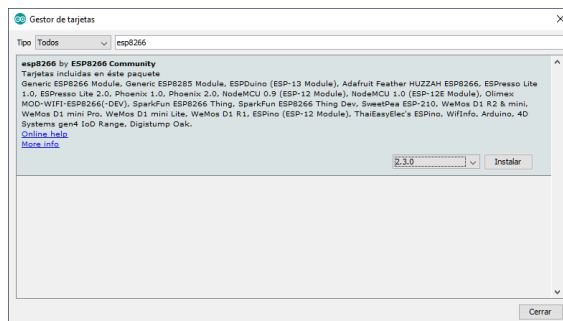 Gestor de tarjetas
Tipo Todos esp8266
esp8266 by ESP8266 Community
Tarjetas incluidas en éste paquete
Generic ESP8266 Module, Generic ESP8285 Module, ESPDuino (ESP-13 Module), Adafruit Feather HUZZAH ESP8266, ESPresso Lite
1.0, ESPresso Lite 2.0, Phoenix 1.0, Phoenix 2.0, NodeMCU 0.9 (ESP-12 Module), NodeMCU 1.0 (ESP-12E Module), Olimex
MOD-WIFI-ESP8266(-DEV), SparkFun ESP8266 Thing, SparkFun ESP8266 Thing Dev, SweetPea ESP-210, WeMos D1 R2 & mini,
WeMos D1 mini Pro, WeMos D1 mini Lite, WeMos D1 R1, ESPino (ESP-12 Module), ThaiEasyElec's ESPino, WifInfo, Arduino, 4D
Systems gen4 IoD Range, Digistump Oak.
Online help
More info
2.3.0 Instalar
Cerrar